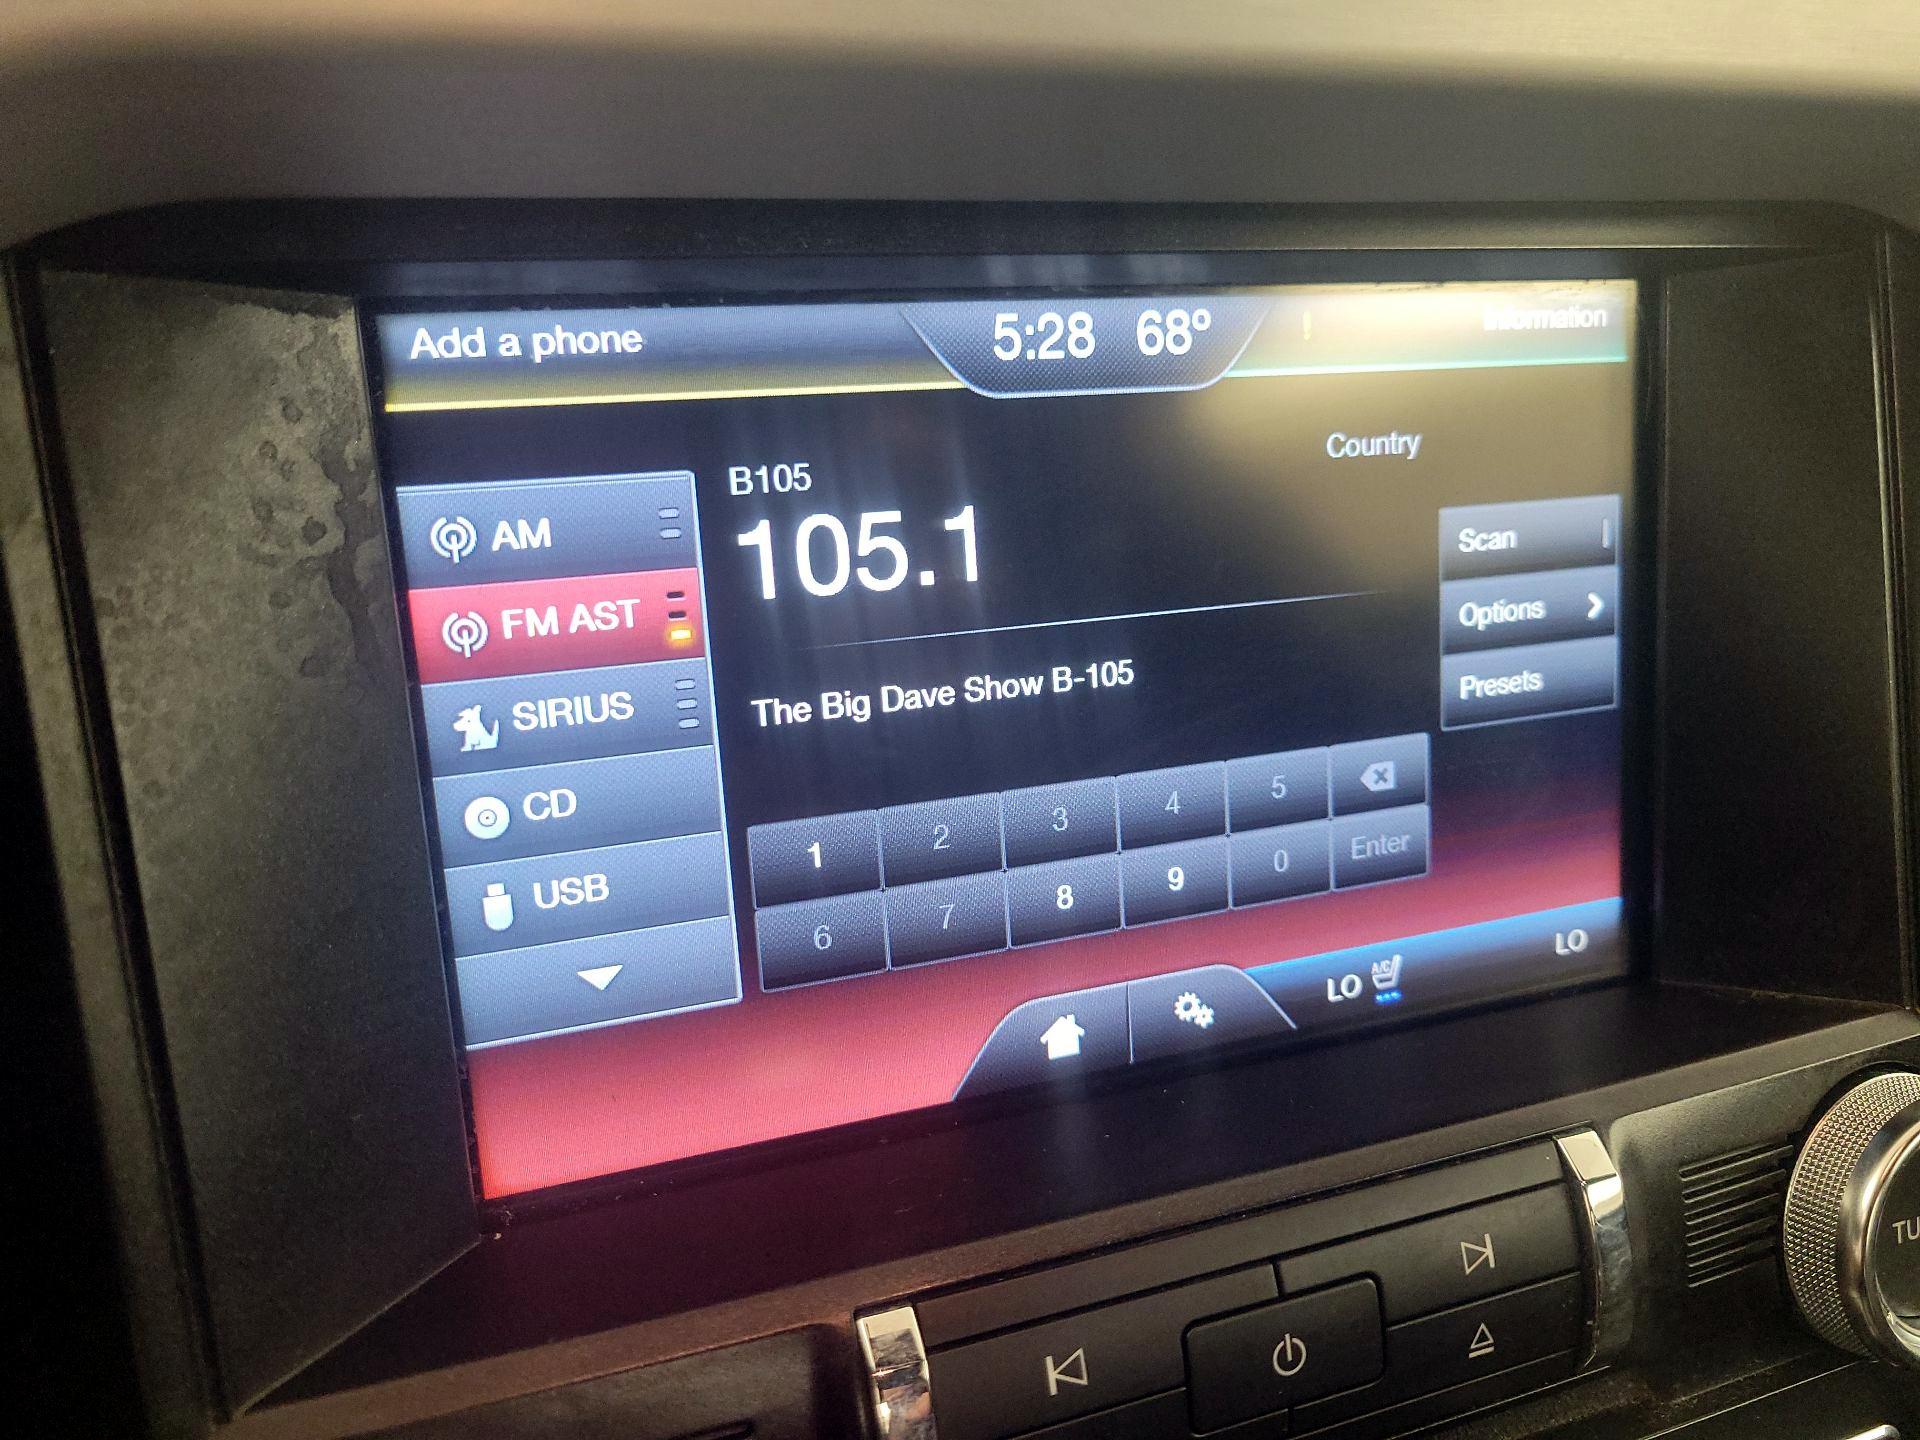 Add a phone
5:28 68°
Information
Country
B105
105.1
AM
FM AST
SIRIUS
CD
USB
The Big Dave Show B-105
Scan
Options
Presets
1 2 3 4 5
6 7 8 9 0 Enter
LO A/C LO
TU